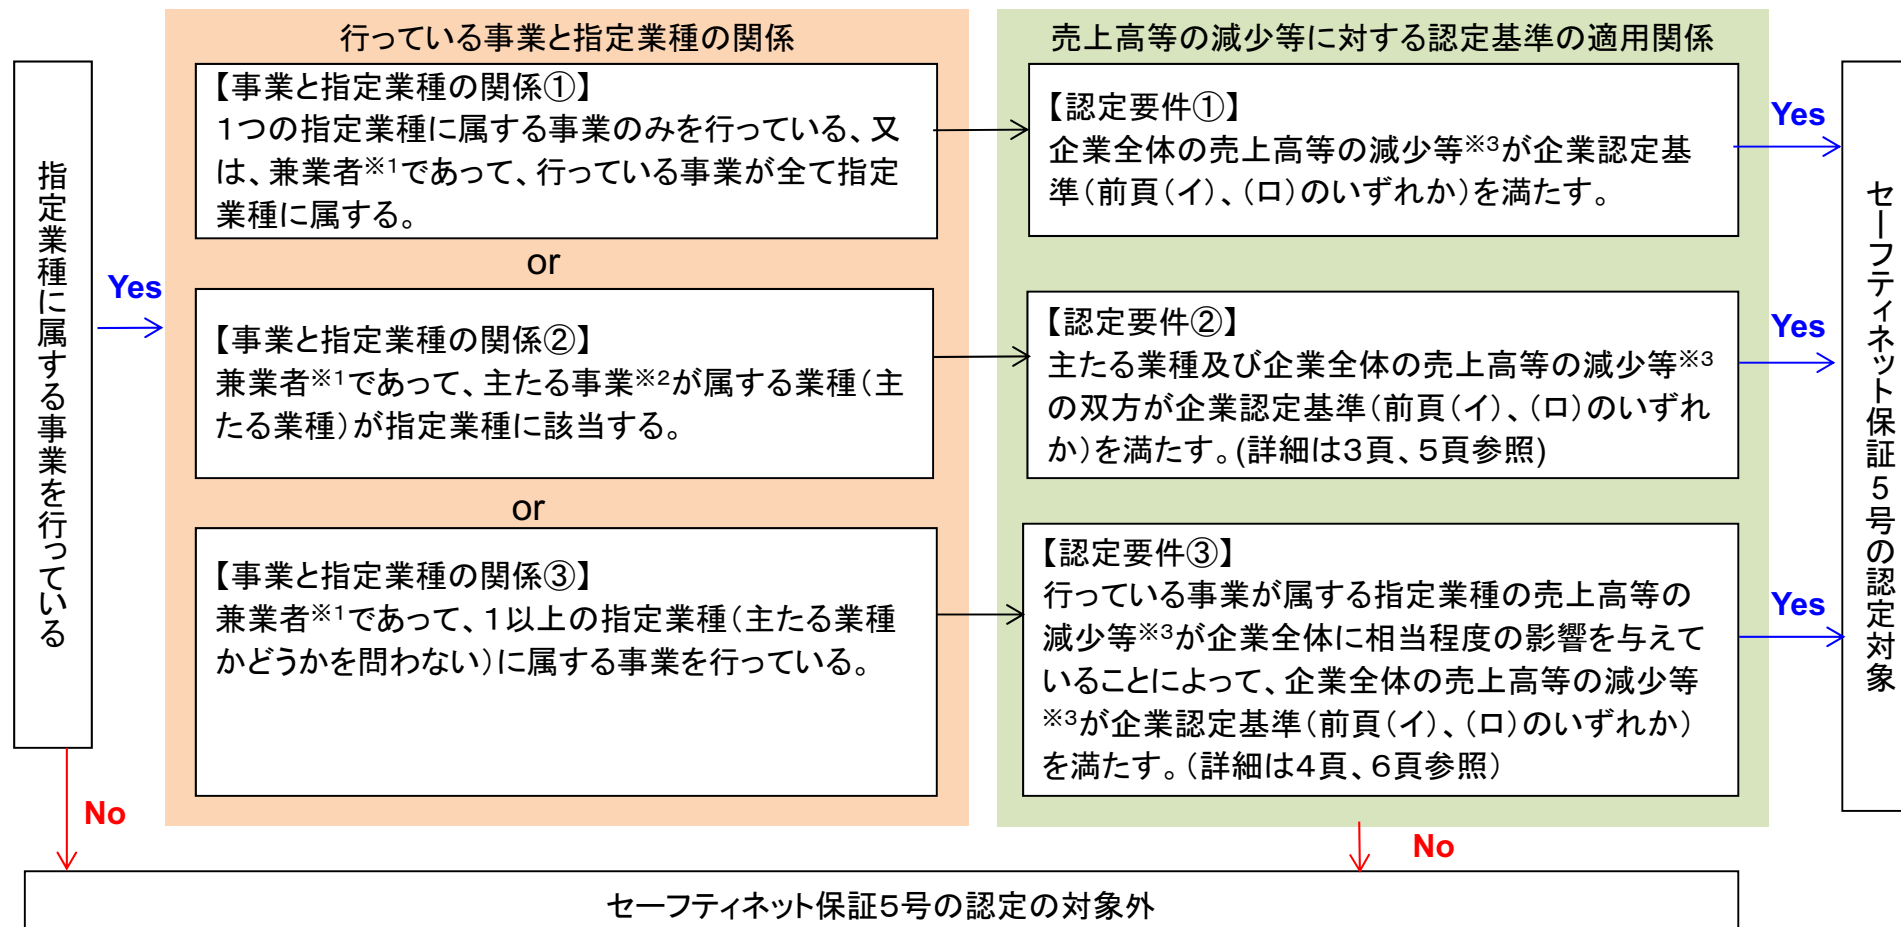 行っている事業と指定業種の関係
売上高等の減少等に対する認定基準の適用関係
指定業種に属する事業を行っている
Yes
No
【事業と指定業種の関係①】
１つの指定業種に属する事業のみを行っている、又
は、兼業者※1であって、行っている事業が全て指定
業種に属する。
or
【事業と指定業種の関係②】
兼業者※1であって、主たる事業※2が属する業種（主
たる業種）が指定業種に該当する。
or
【事業と指定業種の関係③】
兼業者※1であって、１以上の指定業種（主たる業種
かどうかを問わない）に属する事業を行っている。
【認定要件①】
企業全体の売上高等の減少等※3が企業認定基
準（前頁（イ）、（ロ）のいずれか）を満たす。
Yes
【認定要件②】
主たる業種及び企業全体の売上高等の減少等※3
の双方が企業認定基準（前頁（イ）、（ロ）のいずれ
か）を満たす。(詳細は３頁、５頁参照)
Yes
【認定要件③】
行っている事業が属する指定業種の売上高等の
減少等※3が企業全体に相当程度の影響を与えて
いることによって、企業全体の売上高等の減少等
※3が企業認定基準（前頁（イ）、（ロ）のいずれか）
を満たす。（詳細は４頁、６頁参照）
Yes
No
セーフティネット保証５号の認定対象
セーフティネット保証５号の認定の対象外